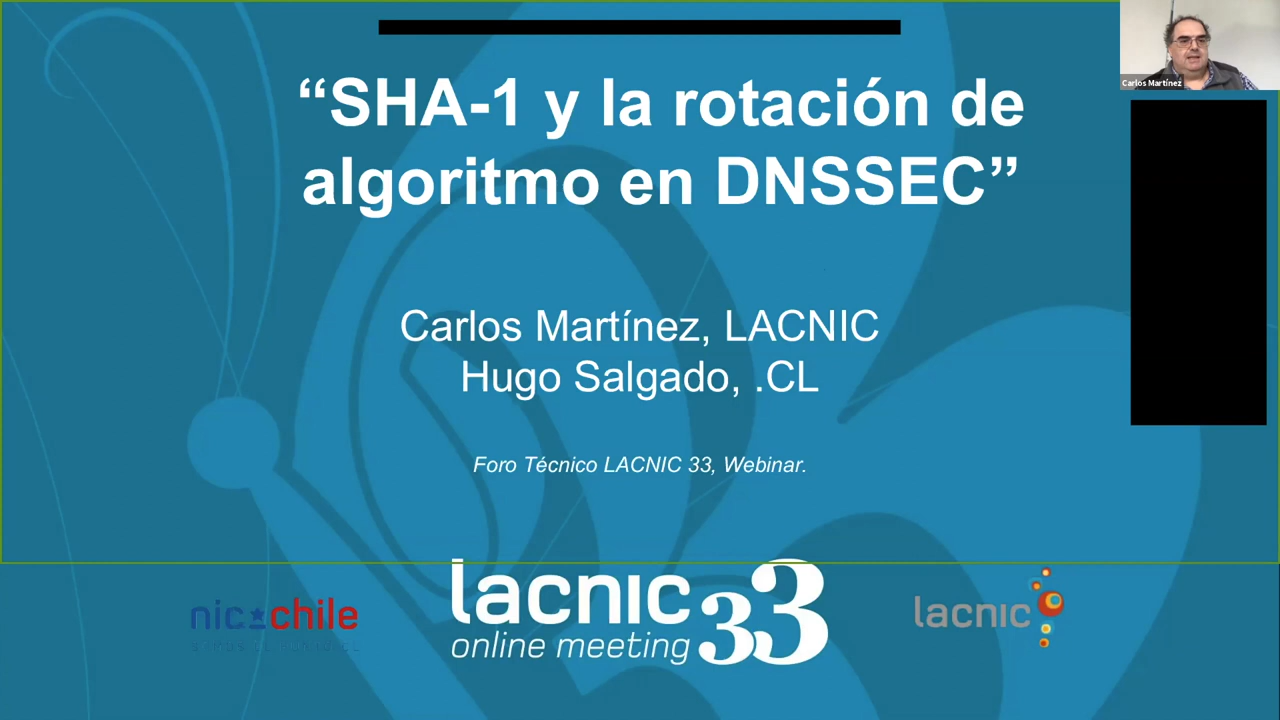 “SHA-1 y la rotación de
algoritmo en DNSSEC”
Carlos Martínez
Carlos Martínez, LACNIC
Hugo Salgado, .CL
Foro Técnico LACNIC 33, Webinar.
nic chile
lacnic 33
online meeting
lacnic